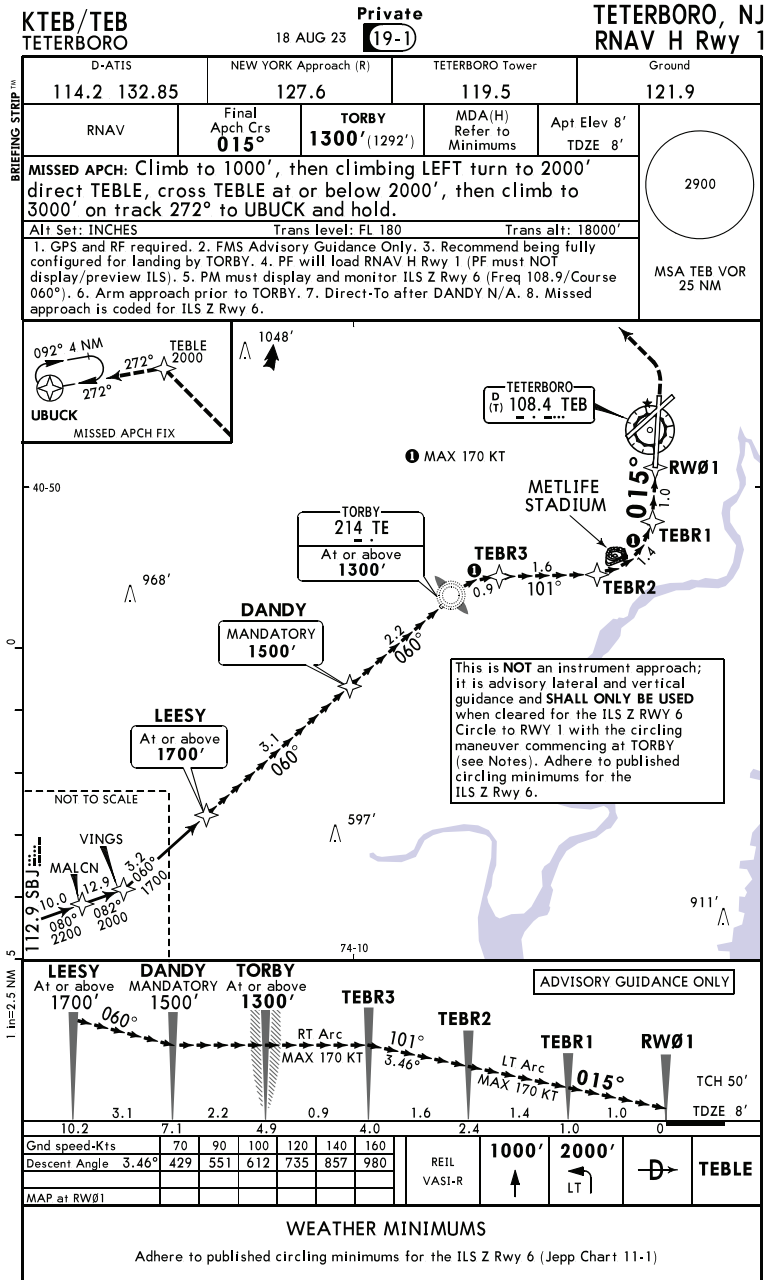 KTEB/TEB
TETERBORO
Private
18 AUG 23 19-1
TETERBORO, NJ
RNAV H Rwy 1
BRIEFING STRIP™
D-ATIS
114.2 132.85
NEW YORK Approach (R)
127.6
TETERBORO Tower
119.5
Ground
121.9
RNAV
Final
Apch Crs
015°
TORBY
1300' (1292')
MDA(H)
Refer to
Minimums
Apt Elev 8'
TDZE 8'
MISSED APCH: Climb to 1000', then climbing LEFT turn to 2000'
direct TEBLE, cross TEBLE at or below 2000', then climb to
3000' on track 272° to UBUCK and hold.
Alt Set: INCHES Trans level: FL 180 Trans alt: 18000'
1. GPS and RF required. 2. FMS Advisory Guidance Only. 3. Recommend being fully
configured for landing by TORBY. 4. PF will load RNAV H Rwy 1 (PF must NOT
display/preview ILS). 5. PM must display and monitor ILS Z Rwy 6 (Freq 108.9/Course
060°). 6. Arm approach prior to TORBY. 7. Direct-To after DANDY N/A. 8. Missed
approach is coded for ILS Z Rwy 6.
2900
MSA TEB VOR
25 NM
092° 4 NM
272°
272°
TEBLE
2000
UBUCK
MISSED APCH FIX
1048'
TETERBORO
D
(T) 108.4 TEB
1 MAX 170 KT
40-50
015°
RWØ1
1.0
METLIFE
STADIUM
TEBR1
1
1.4
TORBY
214 TE
At or above
1300'
TEBR3
1
0.9
1.6
101°
TEBR2
968'
DANDY
MANDATORY
1500'
2.2
060°
LEESY
At or above
1700'
3.1
060°
This is NOT an instrument approach;
it is advisory lateral and vertical
guidance and SHALL ONLY BE USED
when cleared for the ILS Z RWY 6
Circle to RWY 1 with the circling
maneuver commencing at TORBY
(see Notes). Adhere to published
circling minimums for the
ILS Z Rwy 6.
NOT TO SCALE
VINGS
MALCN
112.9 SBJ
10.0
080°
2200
12.9
082°
2000
3.2
060°
1700
597'
911'
74-10
0
5
1 in=2.5 NM
LEESY
At or above
1700'
DANDY
MANDATORY
1500'
TORBY
At or above
1300'
TEBR3
TEBR2
TEBR1
RWØ1
ADVISORY GUIDANCE ONLY
060°
RT Arc
MAX 170 KT
101°
3.46°
LT Arc
MAX 170 KT
015°
TCH 50'
TDZE 8'
3.1 2.2 0.9 1.6 1.4 1.0
10.2 7.1 4.9 4.0 2.4 1.0 0
Gnd speed-Kts 70 90 100 120 140 160
Descent Angle 3.46° 429 551 612 735 857 980
MAP at RWØ1
REIL
VASI-R
1000'
2000'
LT
D
TEBLE
WEATHER MINIMUMS
Adhere to published circling minimums for the ILS Z Rwy 6 (Jepp Chart 11-1)